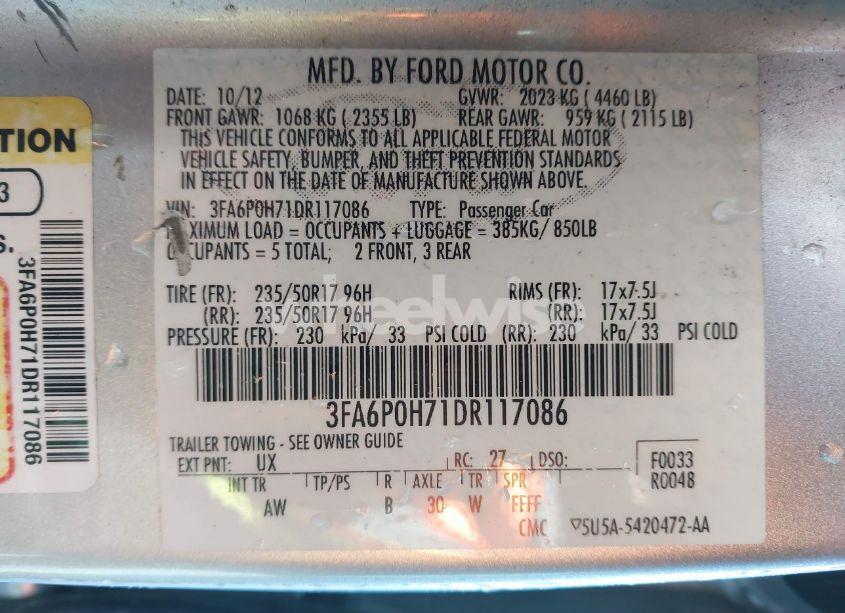 MFD. BY FORD MOTOR CO.
DATE: 10/12 GVWR: 2023 KG ( 4460 LB)
FRONT GAWR: 1068 KG ( 2355 LB) REAR GAWR: 959 KG ( 2115 LB)
THIS VEHICLE CONFORMS TO ALL APPLICABLE FEDERAL MOTOR
VEHICLE SAFETY, BUMPER, AND THEFT PREVENTION STANDARDS
IN EFFECT ON THE DATE OF MANUFACTURE SHOWN ABOVE.
VIN: 3FA6P0H71DR117086 TYPE: Passenger Car
MAXIMUM LOAD = OCCUPANTS + LUGGAGE = 385KG/ 850LB
OCCUPANTS = 5 TOTAL; 2 FRONT, 3 REAR
TIRE (FR): 235/50R17 96H RIMS (FR): 17x7.5J
(RR): 235/50R17 96H (RR): 17x7.5J
PRESSURE (FR): 230 kPa/ 33 PSI COLD (RR): 230 kPa/ 33 PSI COLD
3FA6P0H71DR117086
TRAILER TOWING - SEE OWNER GUIDE
EXT PNT: UX RC: 27 DSO: F0033
R0048
INT TR TP/PS R AXLE TR SPR
AW B 30 W FFFF
CMC 5U5A-5420472-AA
TION
3
S.
3FA6P0H71DR117086
wheelwise